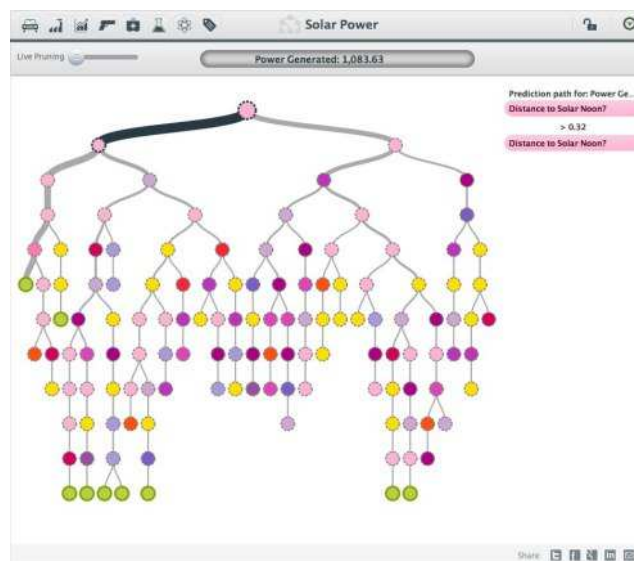 Solar Power
Live Pruning
Power Generated: 1,083.63
Prediction path for: Power Ge...
Distance to Solar Noon?
> 0.32
Distance to Solar Noon?
Share